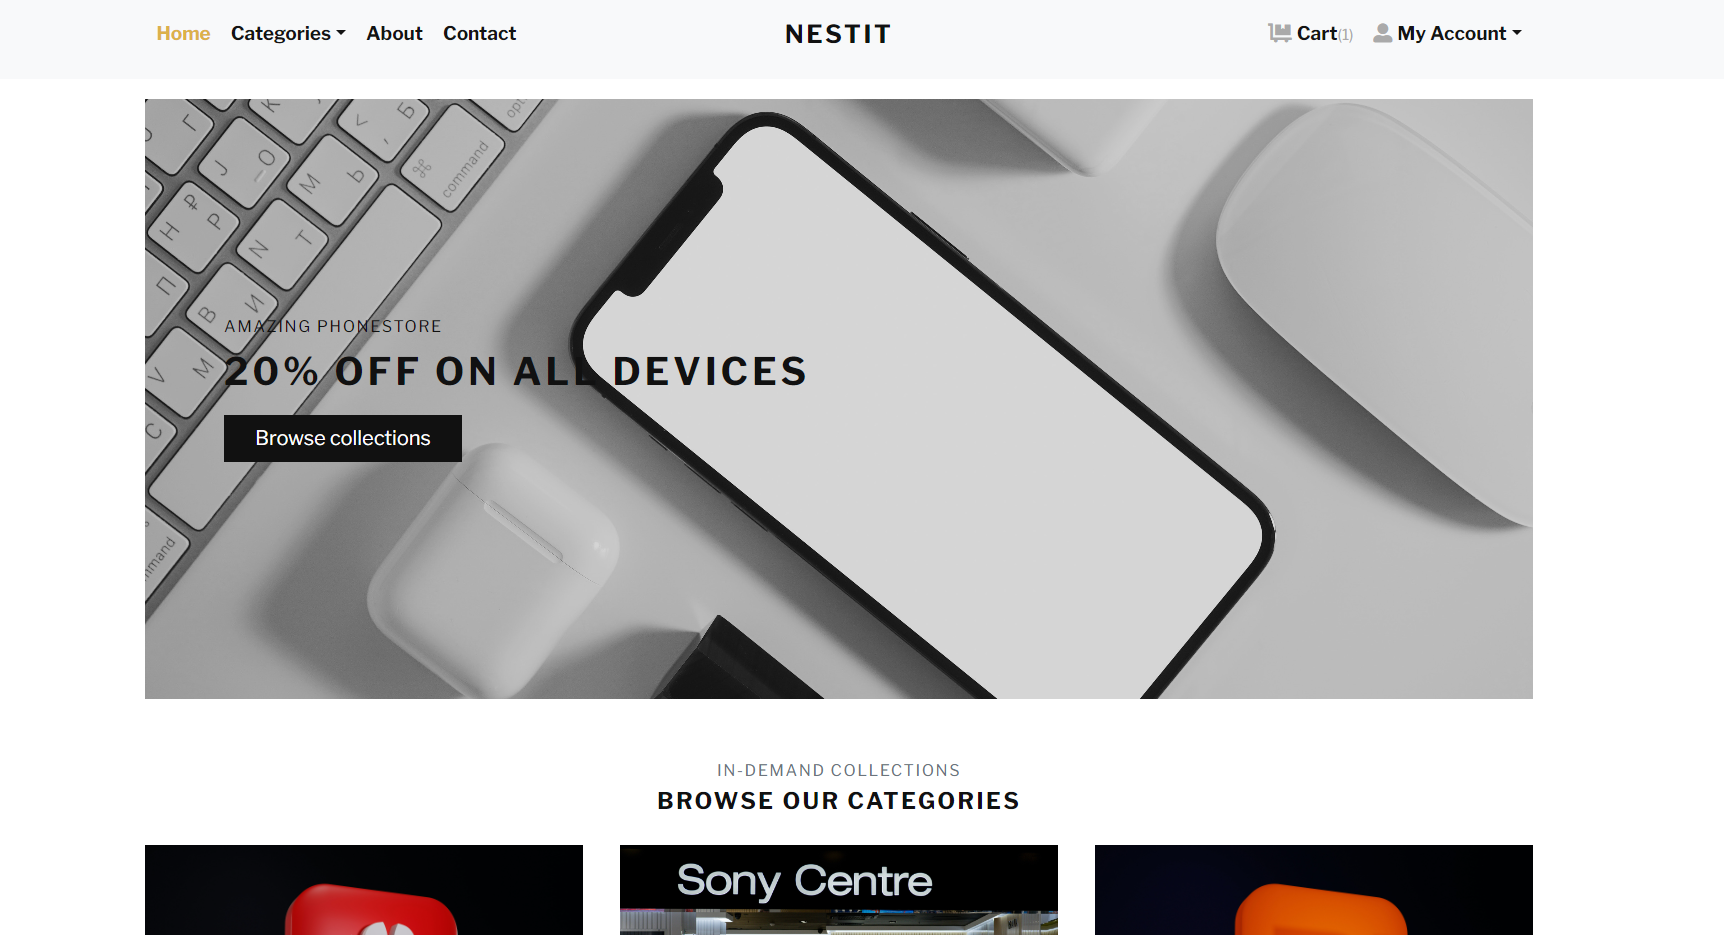 Home Categories About Contact NESTIT Cart(1) My Account
AMAZING PHONESTORE
20% OFF ON ALL DEVICES
Browse collections
IN-DEMAND COLLECTIONS
BROWSE OUR CATEGORIES
Sony Centre
command